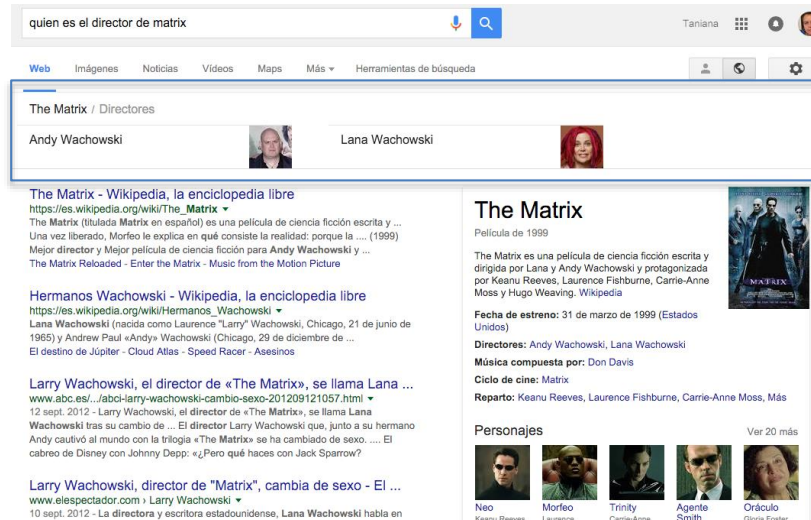 quien es el director de matrix
Taniana
Web Imágenes Noticias Vídeos Maps Más Herramientas de búsqueda
The Matrix / Directores
Andy Wachowski Lana Wachowski
The Matrix - Wikipedia, la enciclopedia libre
https://es.wikipedia.org/wiki/The_Matrix
The Matrix (titulada Matrix en español) es una película de ciencia ficción escrita y ...
Una vez liberado, Morfeo le explica en qué consiste la realidad: porque la .... (1999)
Mejor director y Mejor película de ciencia ficción para Andy Wachowski y ...
The Matrix Reloaded - Enter the Matrix - Music from the Motion Picture
Hermanos Wachowski - Wikipedia, la enciclopedia libre
https://es.wikipedia.org/wiki/Hermanos_Wachowski
Lana Wachowski (nacida como Laurence "Larry" Wachowski, Chicago, 21 de junio de
1965) y Andrew Paul «Andy» Wachowski (Chicago, 29 de diciembre de ...
El destino de Júpiter - Cloud Atlas - Speed Racer - Asesinos
Larry Wachowski, el director de «The Matrix», se llama Lana ...
www.abc.es/.../abci-larry-wachowski-cambio-sexo-201209121057.html
12 sept. 2012 - Larry Wachowski, el director de «The Matrix», se llama Lana
Wachowski tras su cambio de ... El director Larry Wachowski que, junto a su hermano
Andy cautivó al mundo con la trilogia «The Matrix» se ha cambiado de sexo. .... El
cabreo de Disney con Johnny Depp: «¿Pero qué haces con Jack Sparrow?
Larry Wachowski, director de "Matrix", cambia de sexo - El ...
www.elespectador.com › Larry Wachowski
10 sept. 2012 - La directora y escritora estadounidense, Lana Wachowski habla en
The Matrix
Película de 1999
MATRIX
The Matrix es una película de ciencia ficción escrita y
dirigida por Lana y Andy Wachowski y protagonizada
por Keanu Reeves, Laurence Fishburne, Carrie-Anne
Moss y Hugo Weaving. Wikipedia
Fecha de estreno: 31 de marzo de 1999 (Estados
Unidos)
Directores: Andy Wachowski, Lana Wachowski
Música compuesta por: Don Davis
Ciclo de cine: Matrix
Reparto: Keanu Reeves, Laurence Fishburne, Carrie-Anne Moss, Más
Personajes Ver 20 más
Neo Morfeo Trinity Agente Oráculo
Keanu Reeves Laurence Carrie-Anne Smith Gloria Foster